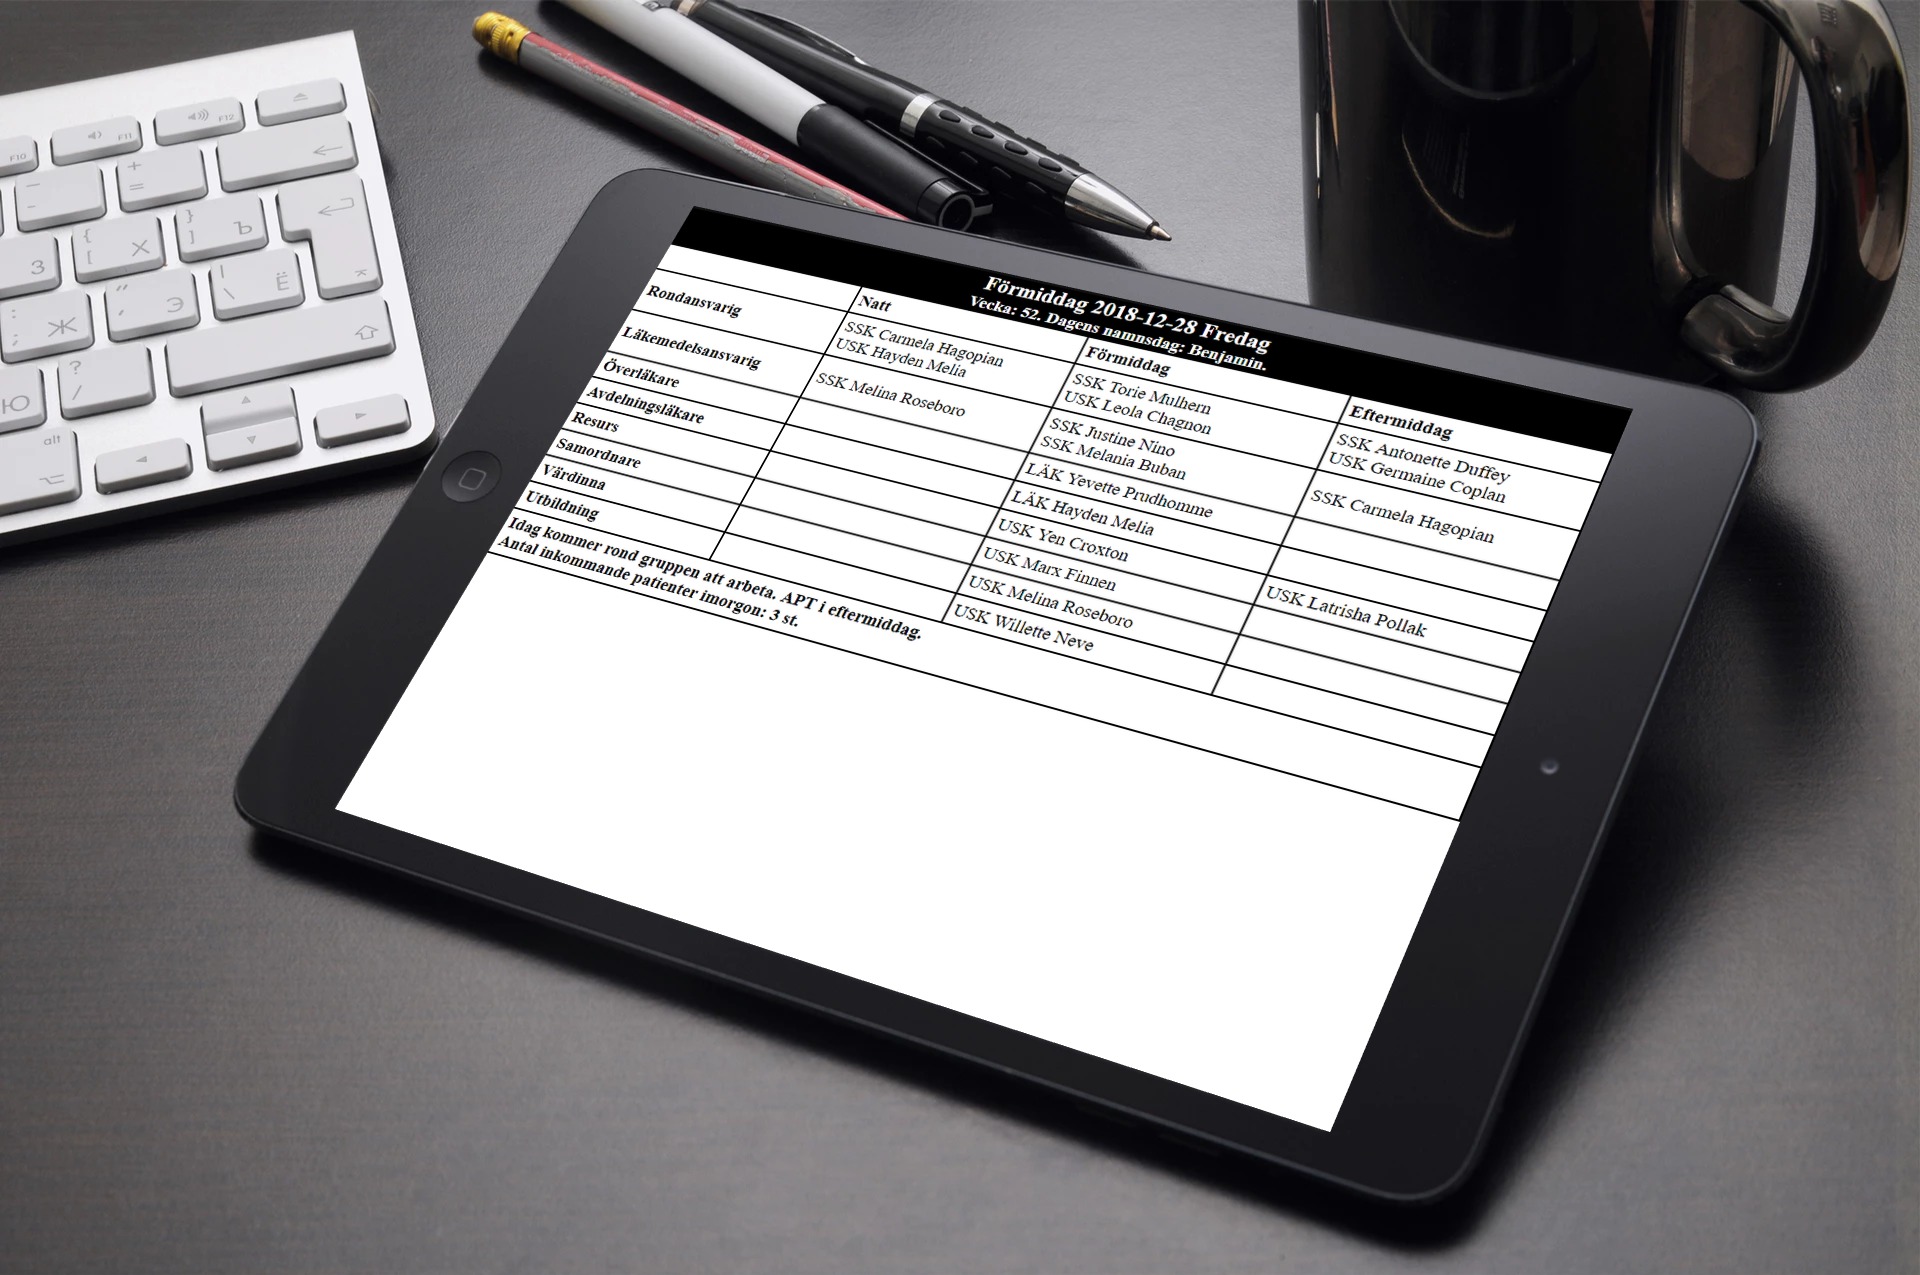 F10
F11
F12
-
+
=
З
{
[
Х
}
]
Ъ
:
;
Ж
"
'
Э
|
\
Ё
Ю
?
/
alt
Förmiddag 2018-12-28 Fredag
Vecka: 52. Dagens namnsdag: Benjamin.
Natt
Förmiddag
Eftermiddag
Rondansvarig
SSK Carmela Hagopian
USK Hayden Melia
SSK Torie Mulhern
USK Leola Chagnon
SSK Antonette Duffey
USK Germaine Coplan
Läkemedelsansvarig
SSK Melina Roseboro
SSK Justine Nino
SSK Melania Buban
SSK Carmela Hagopian
Överläkare
LÄK Yevette Prudhomme
Avdelningsläkare
LÄK Hayden Melia
Resurs
USK Yen Croxton
USK Latrisha Pollak
Samordnare
USK Marx Finnen
Värdinna
USK Melina Roseboro
Utbildning
USK Willette Neve
Idag kommer rond gruppen att arbeta. APT i eftermiddag.
Antal inkommande patienter imorgon: 3 st.